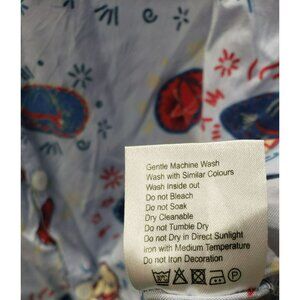 Gentle Machine Wash
Wash with Similar Colours
Wash Inside out
Do not Bleach
Do not Soak
Dry Cleanable
Do not Tumble Dry
Do not Dry in Direct Sunlight
Iron with Medium Temperature
Do not Iron Decoration